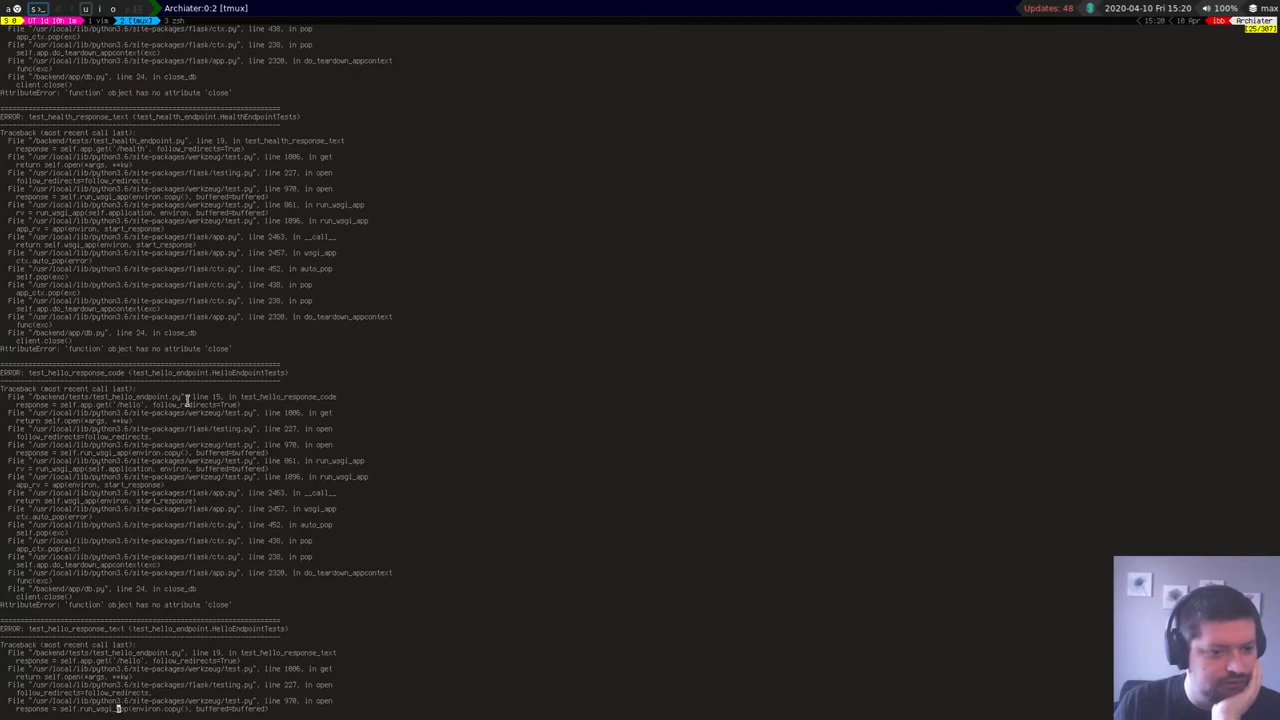 a s>_ d i u i o Archiater:0:2 [tmux] Updates: 48 2020-04-10 Fri 15:20 100% max
S 0 UT 1d 10h 1m 1 vim 2 [tmux] 3 zsh 15:20 10 Apr ibb Archiater
[25/307]
File "/usr/local/lib/python3.6/site-packages/flask/ctx.py", line 438, in pop
app_ctx.pop(exc)
File "/usr/local/lib/python3.6/site-packages/flask/ctx.py", line 238, in pop
self.app.do_teardown_appcontext(exc)
File "/usr/local/lib/python3.6/site-packages/flask/app.py", line 2320, in do_teardown_appcontext
func(exc)
File "/backend/app/db.py", line 24, in close_db
client.close()
AttributeError: 'function' object has no attribute 'close'
======================================================================
ERROR: test_health_response_text (test_health_endpoint.HealthEndpointTests)
----------------------------------------------------------------------
Traceback (most recent call last):
File "/backend/tests/test_health_endpoint.py", line 19, in test_health_response_text
response = self.app.get('/health', follow_redirects=True)
File "/usr/local/lib/python3.6/site-packages/werkzeug/test.py", line 1006, in get
return self.open(*args, **kw)
File "/usr/local/lib/python3.6/site-packages/flask/testing.py", line 227, in open
follow_redirects=follow_redirects,
File "/usr/local/lib/python3.6/site-packages/werkzeug/test.py", line 970, in open
response = self.run_wsgi_app(environ.copy(), buffered=buffered)
File "/usr/local/lib/python3.6/site-packages/werkzeug/test.py", line 861, in run_wsgi_app
rv = run_wsgi_app(self.application, environ, buffered=buffered)
File "/usr/local/lib/python3.6/site-packages/werkzeug/test.py", line 1096, in run_wsgi_app
app_rv = app(environ, start_response)
File "/usr/local/lib/python3.6/site-packages/flask/app.py", line 2463, in __call__
return self.wsgi_app(environ, start_response)
File "/usr/local/lib/python3.6/site-packages/flask/app.py", line 2457, in wsgi_app
ctx.auto_pop(error)
File "/usr/local/lib/python3.6/site-packages/flask/ctx.py", line 452, in auto_pop
self.pop(exc)
File "/usr/local/lib/python3.6/site-packages/flask/ctx.py", line 438, in pop
app_ctx.pop(exc)
File "/usr/local/lib/python3.6/site-packages/flask/ctx.py", line 238, in pop
self.app.do_teardown_appcontext(exc)
File "/usr/local/lib/python3.6/site-packages/flask/app.py", line 2320, in do_teardown_appcontext
func(exc)
File "/backend/app/db.py", line 24, in close_db
client.close()
AttributeError: 'function' object has no attribute 'close'
======================================================================
ERROR: test_hello_response_code (test_hello_endpoint.HelloEndpointTests)
----------------------------------------------------------------------
Traceback (most recent call last):
File "/backend/tests/test_hello_endpoint.py", line 15, in test_hello_response_code
response = self.app.get('/hello', follow_redirects=True)
File "/usr/local/lib/python3.6/site-packages/werkzeug/test.py", line 1006, in get
return self.open(*args, **kw)
File "/usr/local/lib/python3.6/site-packages/flask/testing.py", line 227, in open
follow_redirects=follow_redirects,
File "/usr/local/lib/python3.6/site-packages/werkzeug/test.py", line 970, in open
response = self.run_wsgi_app(environ.copy(), buffered=buffered)
File "/usr/local/lib/python3.6/site-packages/werkzeug/test.py", line 861, in run_wsgi_app
rv = run_wsgi_app(self.application, environ, buffered=buffered)
File "/usr/local/lib/python3.6/site-packages/werkzeug/test.py", line 1096, in run_wsgi_app
app_rv = app(environ, start_response)
File "/usr/local/lib/python3.6/site-packages/flask/app.py", line 2463, in __call__
return self.wsgi_app(environ, start_response)
File "/usr/local/lib/python3.6/site-packages/flask/app.py", line 2457, in wsgi_app
ctx.auto_pop(error)
File "/usr/local/lib/python3.6/site-packages/flask/ctx.py", line 452, in auto_pop
self.pop(exc)
File "/usr/local/lib/python3.6/site-packages/flask/ctx.py", line 438, in pop
app_ctx.pop(exc)
File "/usr/local/lib/python3.6/site-packages/flask/ctx.py", line 238, in pop
self.app.do_teardown_appcontext(exc)
File "/usr/local/lib/python3.6/site-packages/flask/app.py", line 2320, in do_teardown_appcontext
func(exc)
File "/backend/app/db.py", line 24, in close_db
client.close()
AttributeError: 'function' object has no attribute 'close'
======================================================================
ERROR: test_hello_response_text (test_hello_endpoint.HelloEndpointTests)
----------------------------------------------------------------------
Traceback (most recent call last):
File "/backend/tests/test_hello_endpoint.py", line 19, in test_hello_response_text
response = self.app.get('/hello', follow_redirects=True)
File "/usr/local/lib/python3.6/site-packages/werkzeug/test.py", line 1006, in get
return self.open(*args, **kw)
File "/usr/local/lib/python3.6/site-packages/flask/testing.py", line 227, in open
follow_redirects=follow_redirects,
File "/usr/local/lib/python3.6/site-packages/werkzeug/test.py", line 970, in open
response = self.run_wsgi_app(environ.copy(), buffered=buffered)